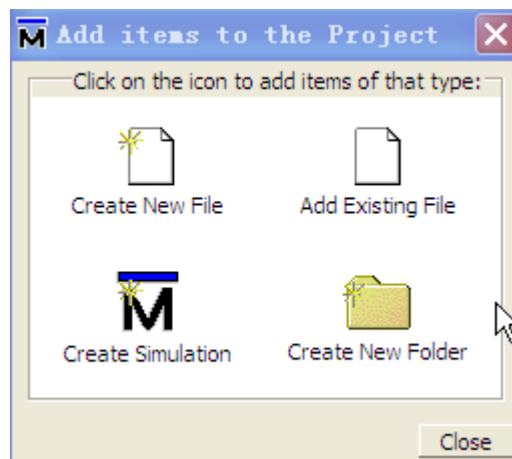 M Add items to the Project
Click on the icon to add items of that type:
Create New File Add Existing File
M
Create Simulation Create New Folder
Close